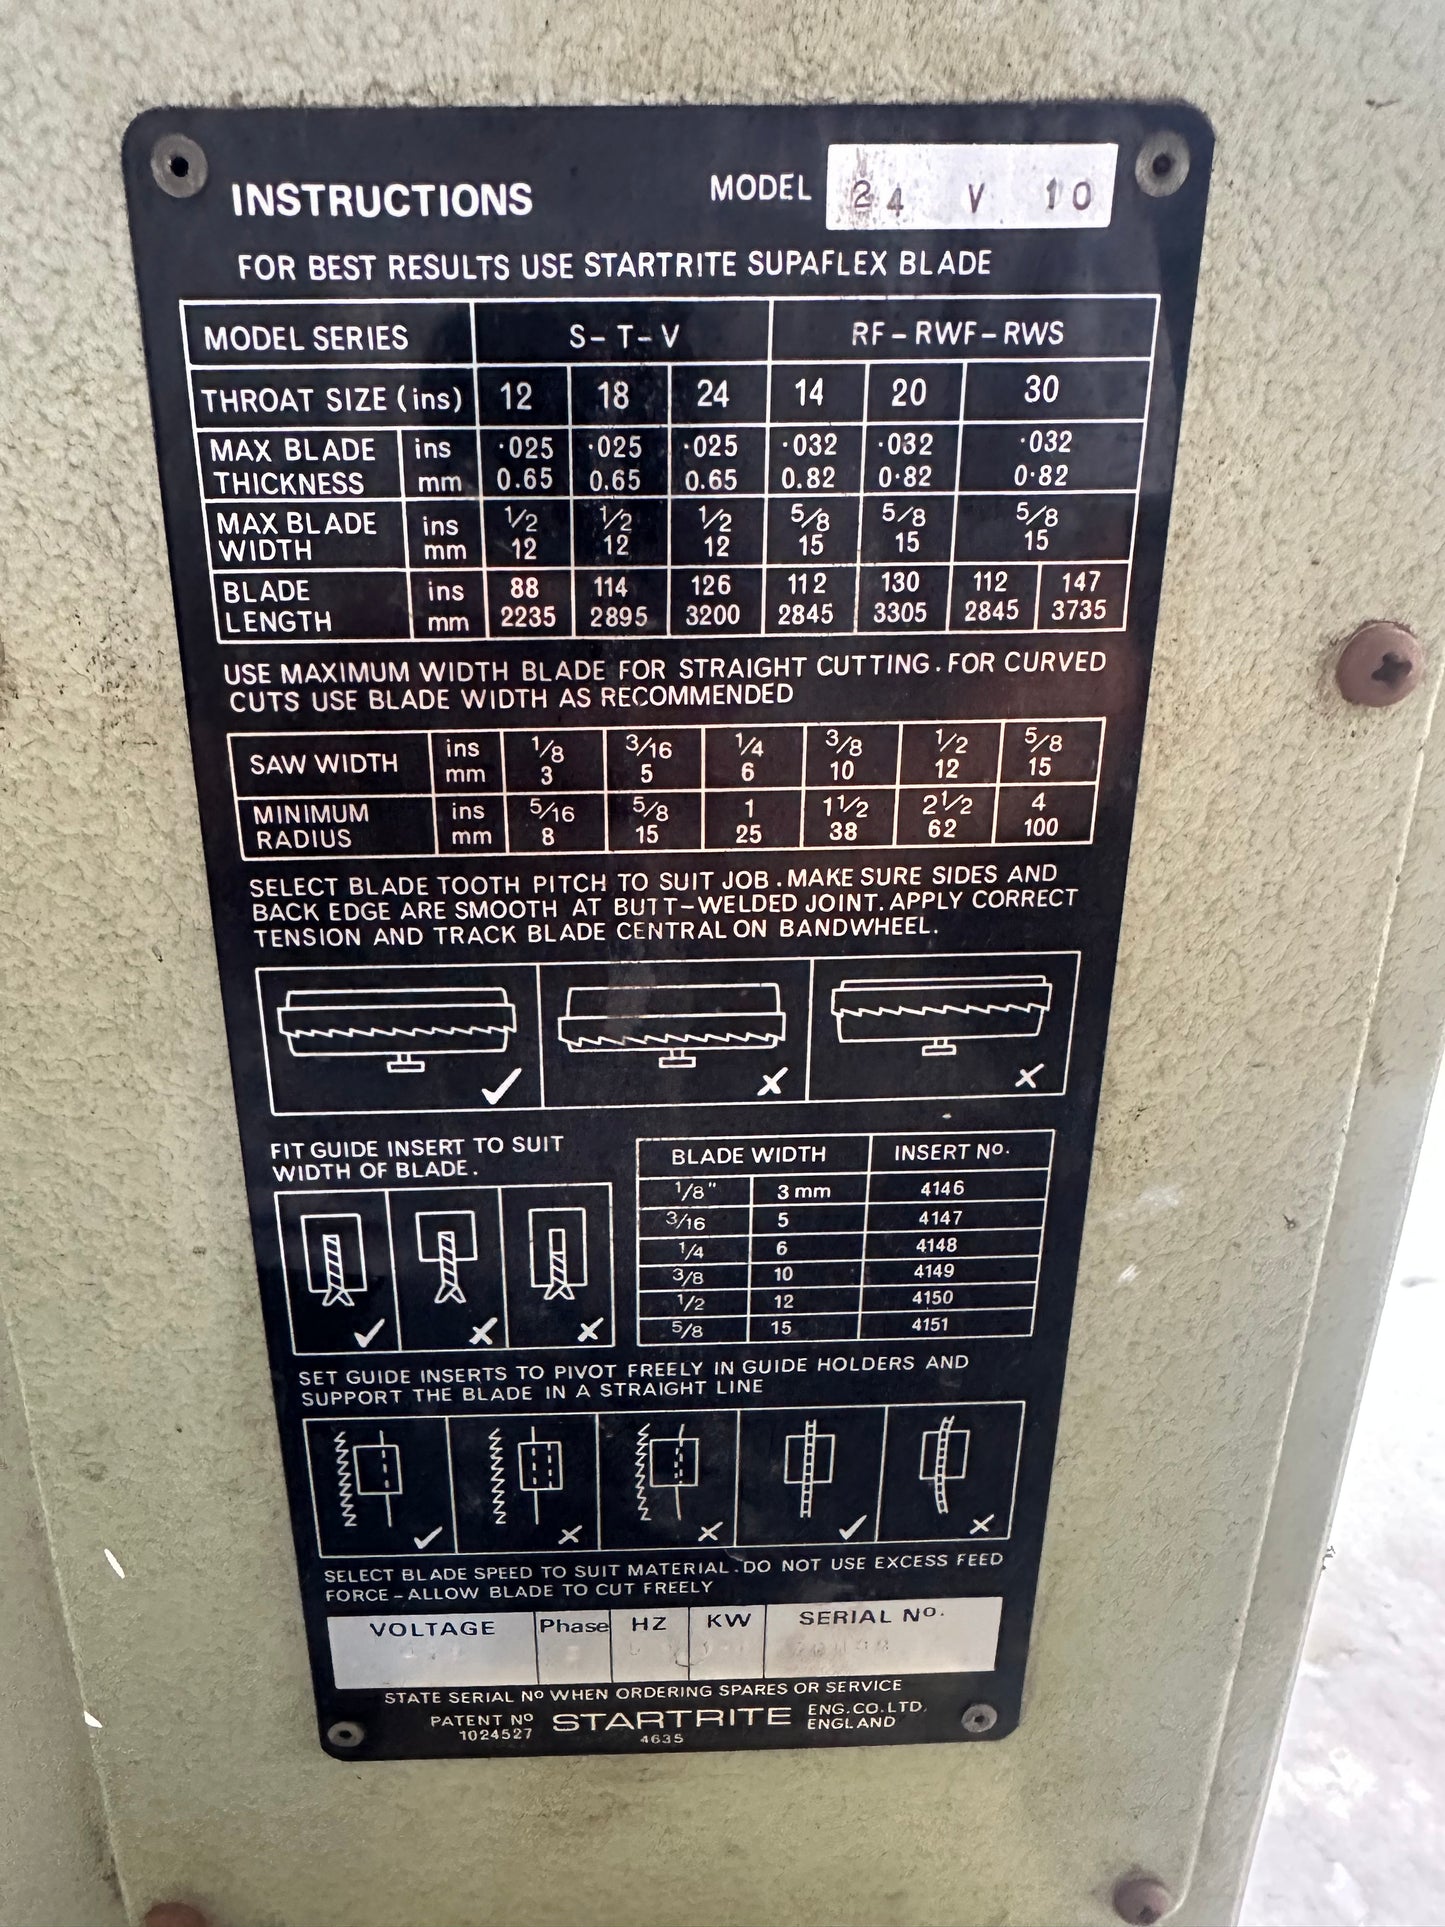 INSTRUCTIONS MODEL 24 V 10
FOR BEST RESULTS USE STARTRITE SUPAFLEX BLADE
MODEL SERIES S-T-V RF-RWF-RWS
THROAT SIZE (ins) 12 18 24 14 20 30
MAX BLADE ins ·025 ·025 ·025 ·032 ·032 ·032
THICKNESS mm 0.65 0.65 0.65 0.82 0·82 0·82
MAX BLADE ins 1/2 1/2 1/2 5/8 5/8 5/8
WIDTH mm 12 12 12 15 15 15
BLADE ins 88 114 126 112 130 112 147
LENGTH mm 2235 2895 3200 2845 3305 2845 3735
USE MAXIMUM WIDTH BLADE FOR STRAIGHT CUTTING. FOR CURVED
CUTS USE BLADE WIDTH AS RECOMMENDED
SAW WIDTH ins 1/8 3/16 1/4 3/8 1/2 5/8
mm 3 5 6 10 12 15
MINIMUM ins 5/16 5/8 1 1 1/2 2 1/2 4
RADIUS mm 8 15 25 38 62 100
SELECT BLADE TOOTH PITCH TO SUIT JOB. MAKE SURE SIDES AND
BACK EDGE ARE SMOOTH AT BUTT-WELDED JOINT. APPLY CORRECT
TENSION AND TRACK BLADE CENTRAL ON BANDWHEEL.
FIT GUIDE INSERT TO SUIT
WIDTH OF BLADE.
BLADE WIDTH INSERT No.
1/8" 3 mm 4146
3/16 5 4147
1/4 6 4148
3/8 10 4149
1/2 12 4150
5/8 15 4151
SET GUIDE INSERTS TO PIVOT FREELY IN GUIDE HOLDERS AND
SUPPORT THE BLADE IN A STRAIGHT LINE
SELECT BLADE SPEED TO SUIT MATERIAL. DO NOT USE EXCESS FEED
FORCE-ALLOW BLADE TO CUT FREELY
VOLTAGE Phase HZ KW SERIAL No.
STATE SERIAL No WHEN ORDERING SPARES OR SERVICE
PATENT No
1024527
STARTRITE
4635
ENG.CO.LTD.
ENGLAND